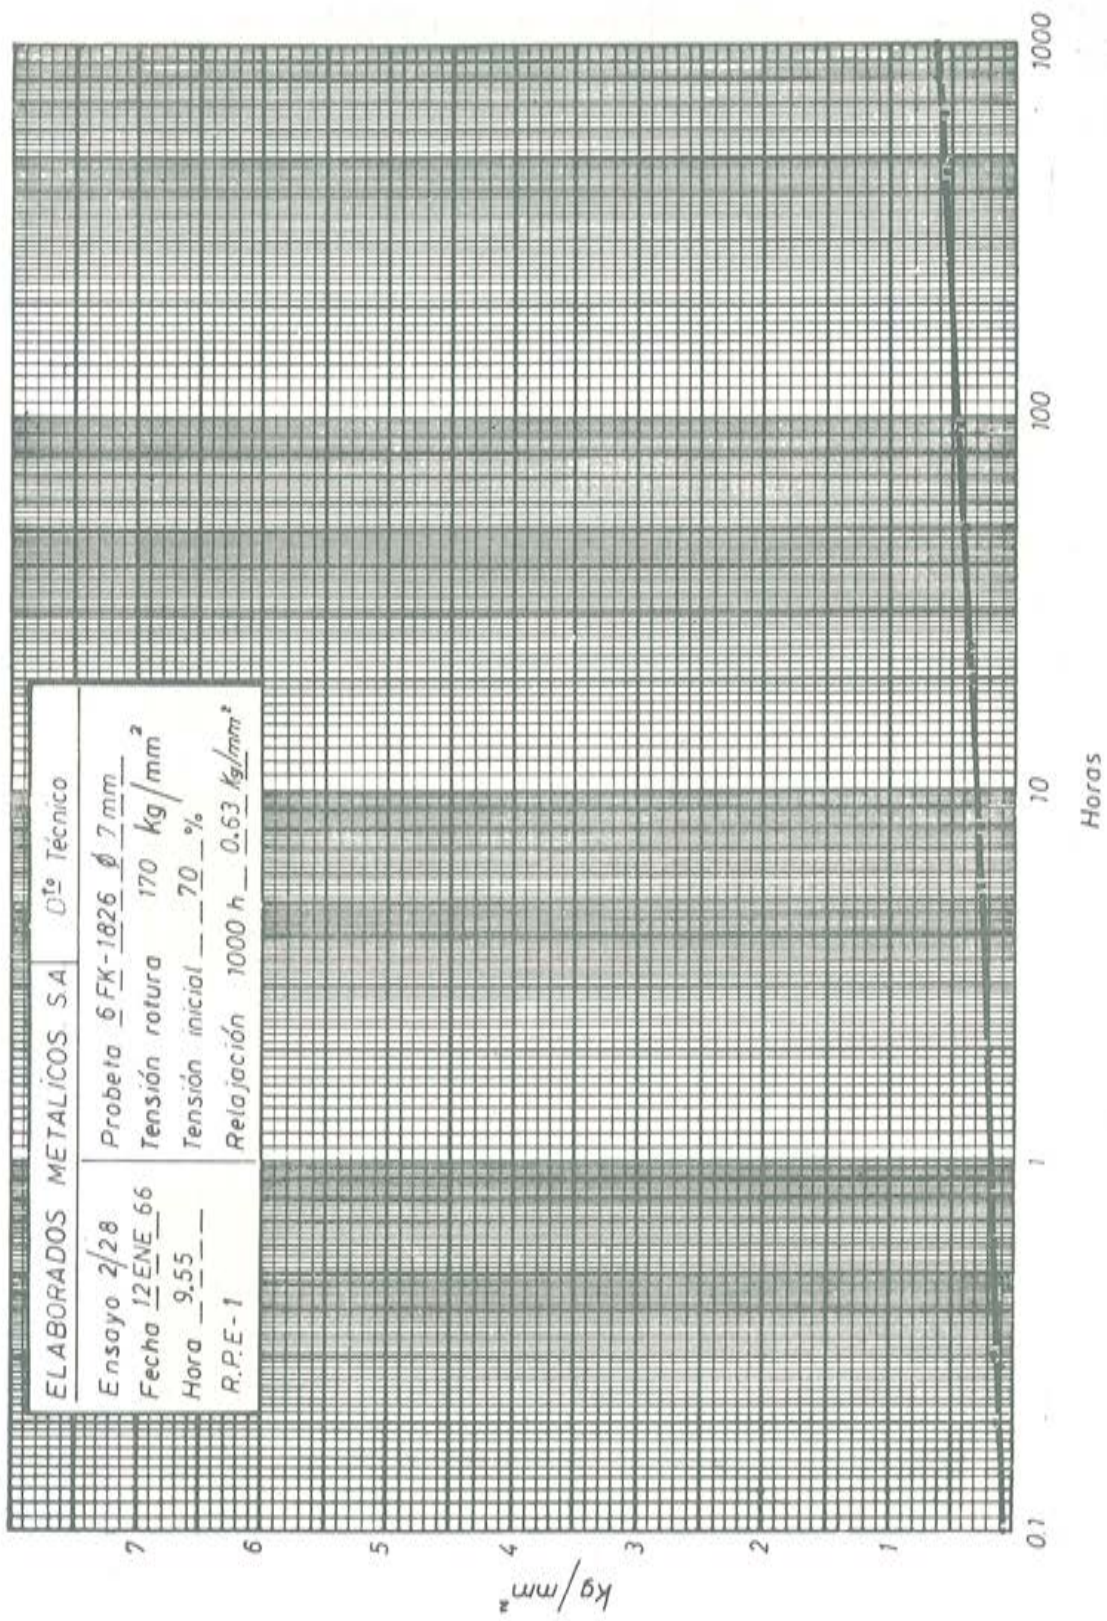 ELABORADOS METALICOS S.A. Dᵗº Técnico
Ensayo 2/28
Fecha 12 ENE 66
Hora 9.55
R.P.E-1
Probeta 6 FK-1826 Ø 7 mm
Tensión rotura 170 kg/mm²
Tensión inicial 70 %
Relajación 1000 h 0.63 Kg/mm²
kg/mm²
7
6
5
4
3
2
1
0.1
1
10
100
1000
Horas